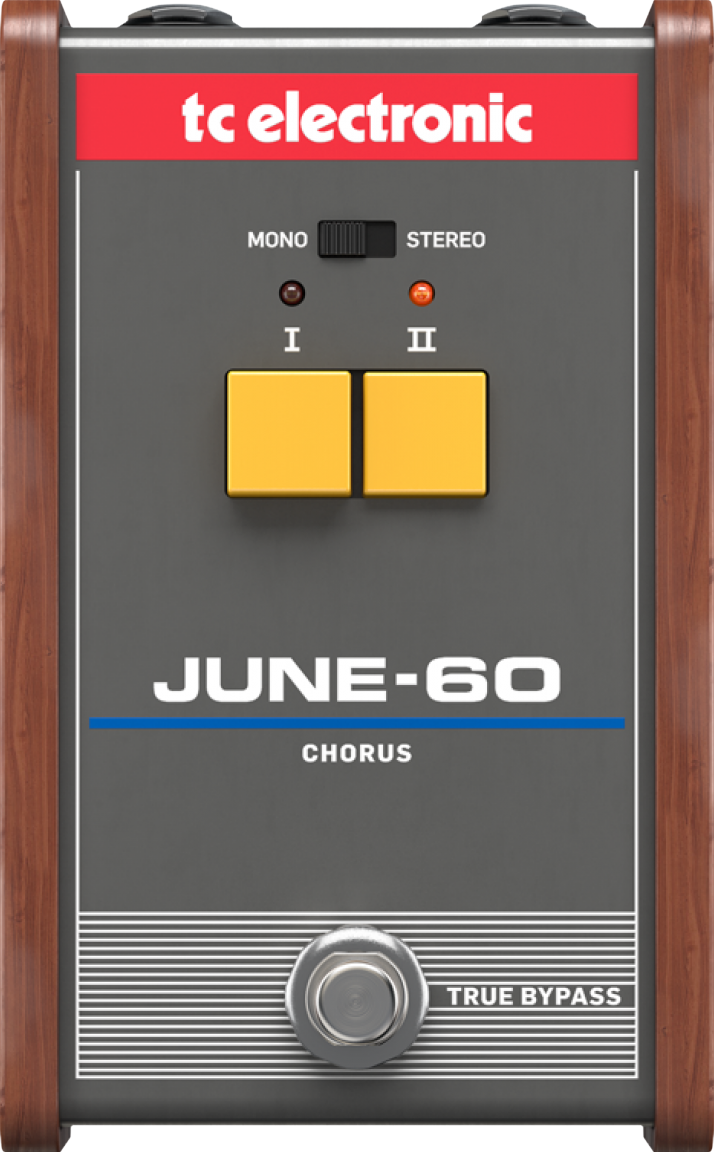 tc electronic
MONO STEREO
I II
JUNE-60
CHORUS
TRUE BYPASS